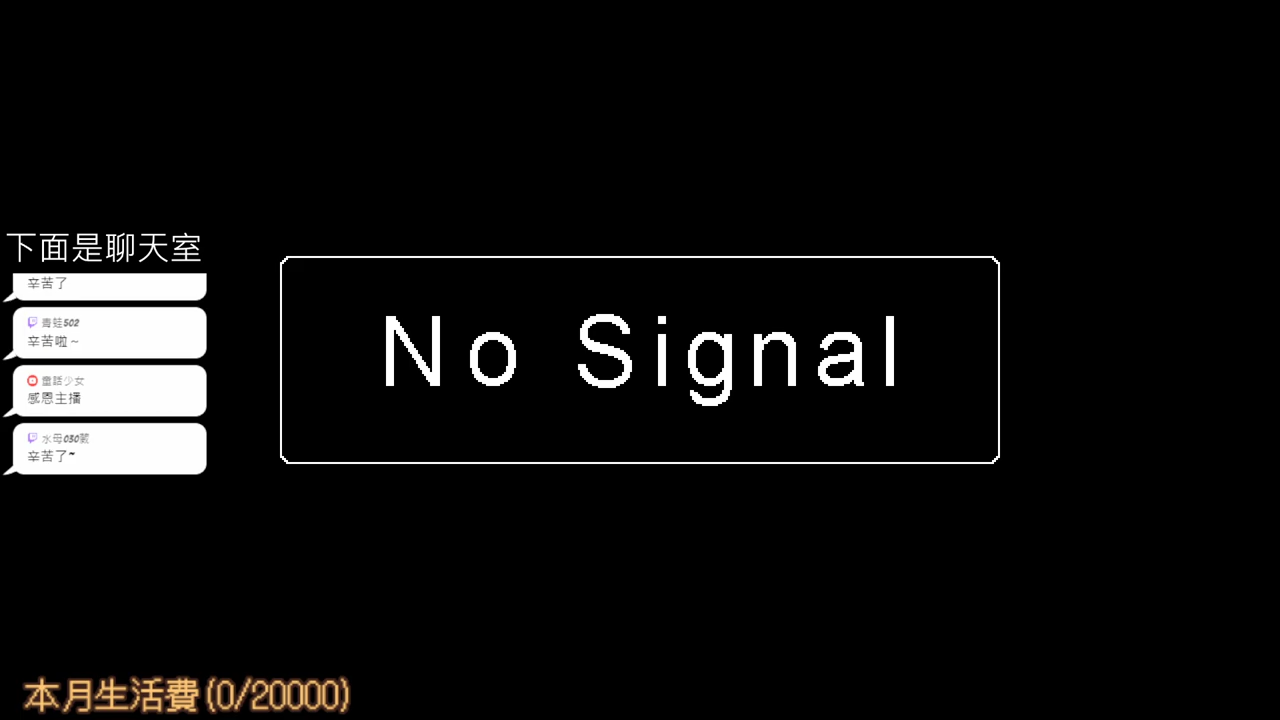 下面是聊天室
辛苦了
青蛙502
辛苦啦～
童話少女
感恩主播
水母030籔
辛苦了~
No Signal
本月生活費(0/20000)